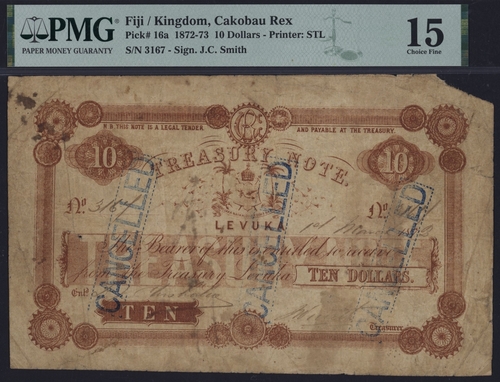 PMG
PAPER MONEY GUARANTY
Fiji / Kingdom, Cakobau Rex
Pick# 16a 1872-73 10 Dollars - Printer: STL
S/N 3167 - Sign. J.C. Smith
15
Choice Fine
N.B. THIS NOTE IS A LEGAL TENDER
AND PAYABLE AT THE TREASURY.
10
10
TREASURY NOTE.
No. 3167
No.
LEVUKA
1st
The Bearer of this is entitled to receive
from the Treasury Levuka TEN DOLLARS.
Entd.
TEN
Treasurer
CANCELLED
CANCELLED
CANCELLED